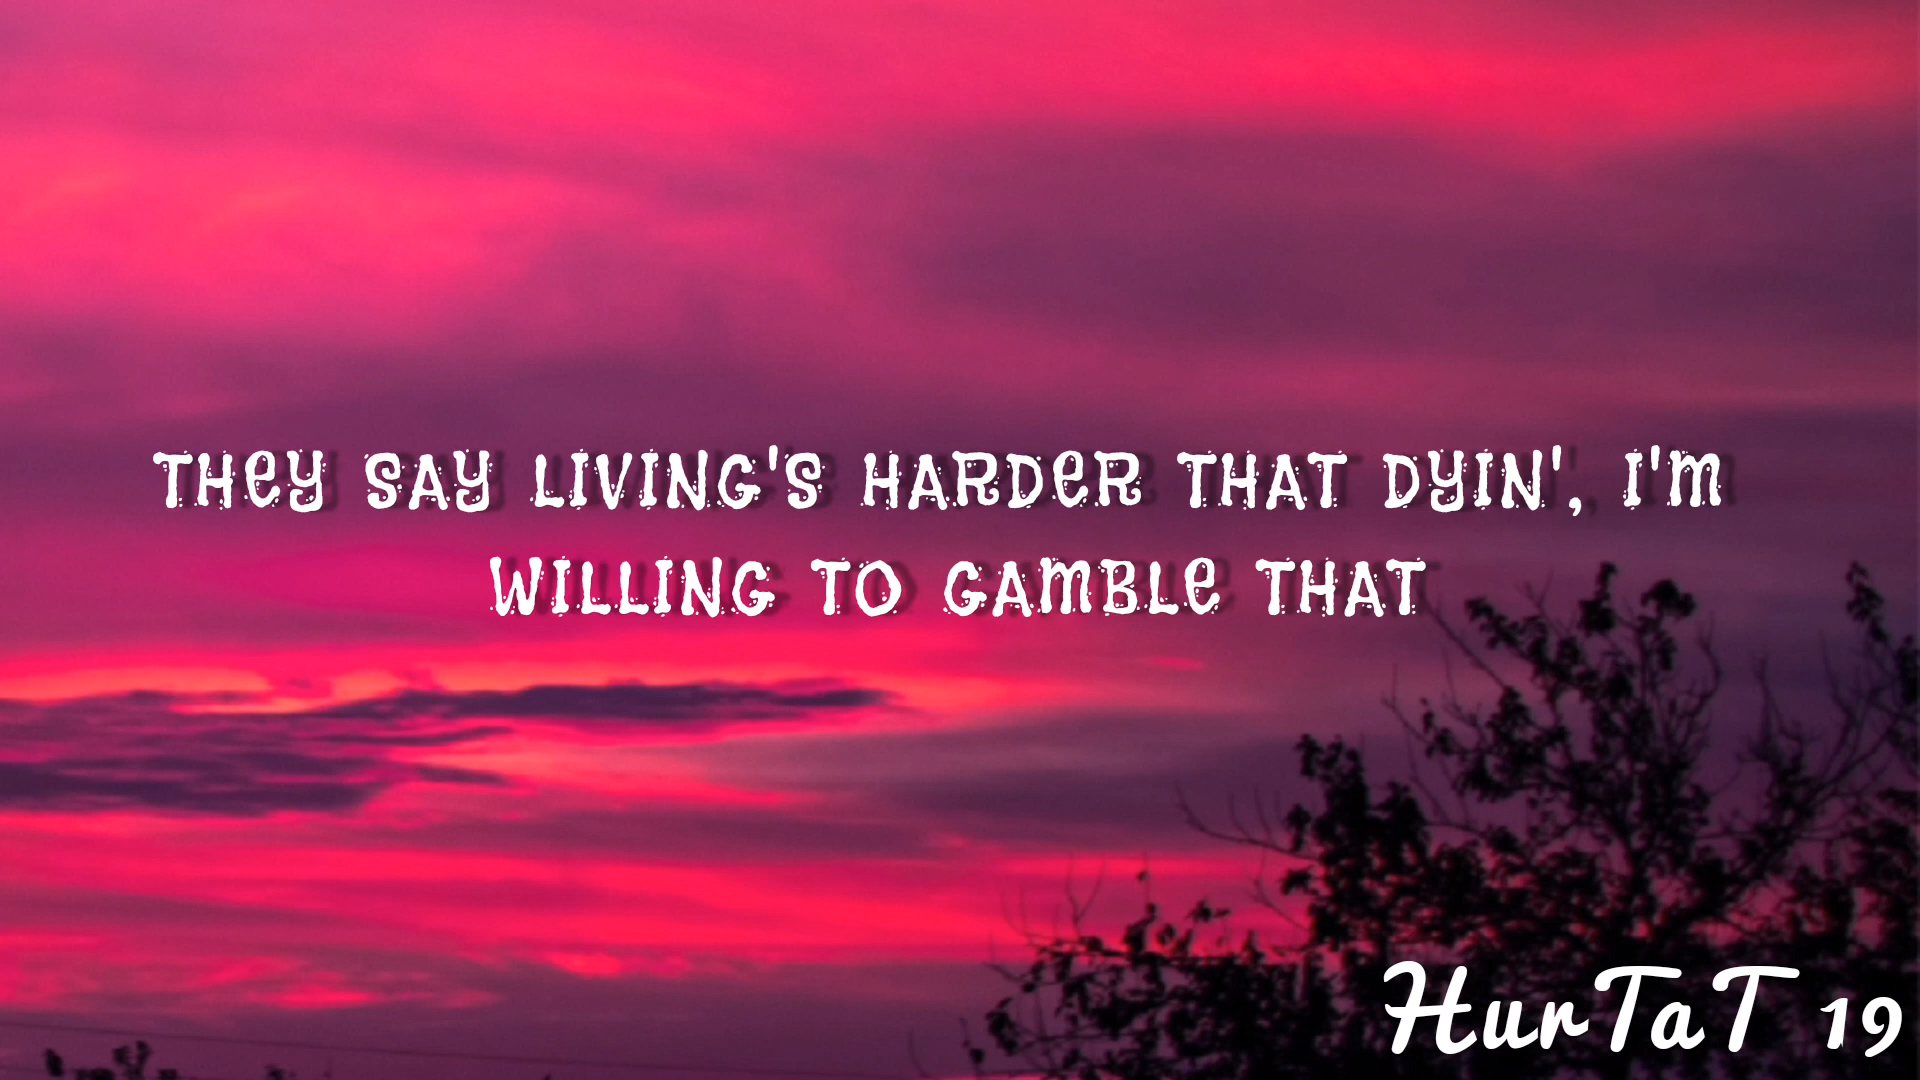 THEY SAY LIVING'S HARDER THAT DYIN', I'M
WILLING TO GAMBLE THAT
HurTaT 19